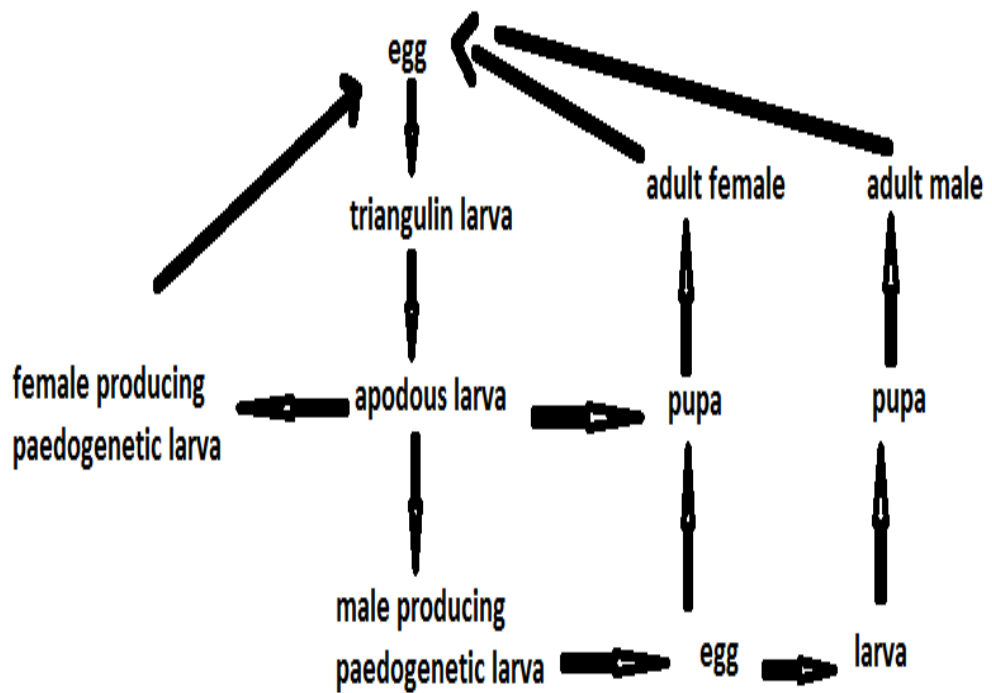 egg
adult female
adult male
triangulin larva
female producing
paedogenetic larva
apodous larva
pupa
pupa
male producing
paedogenetic larva
egg
larva